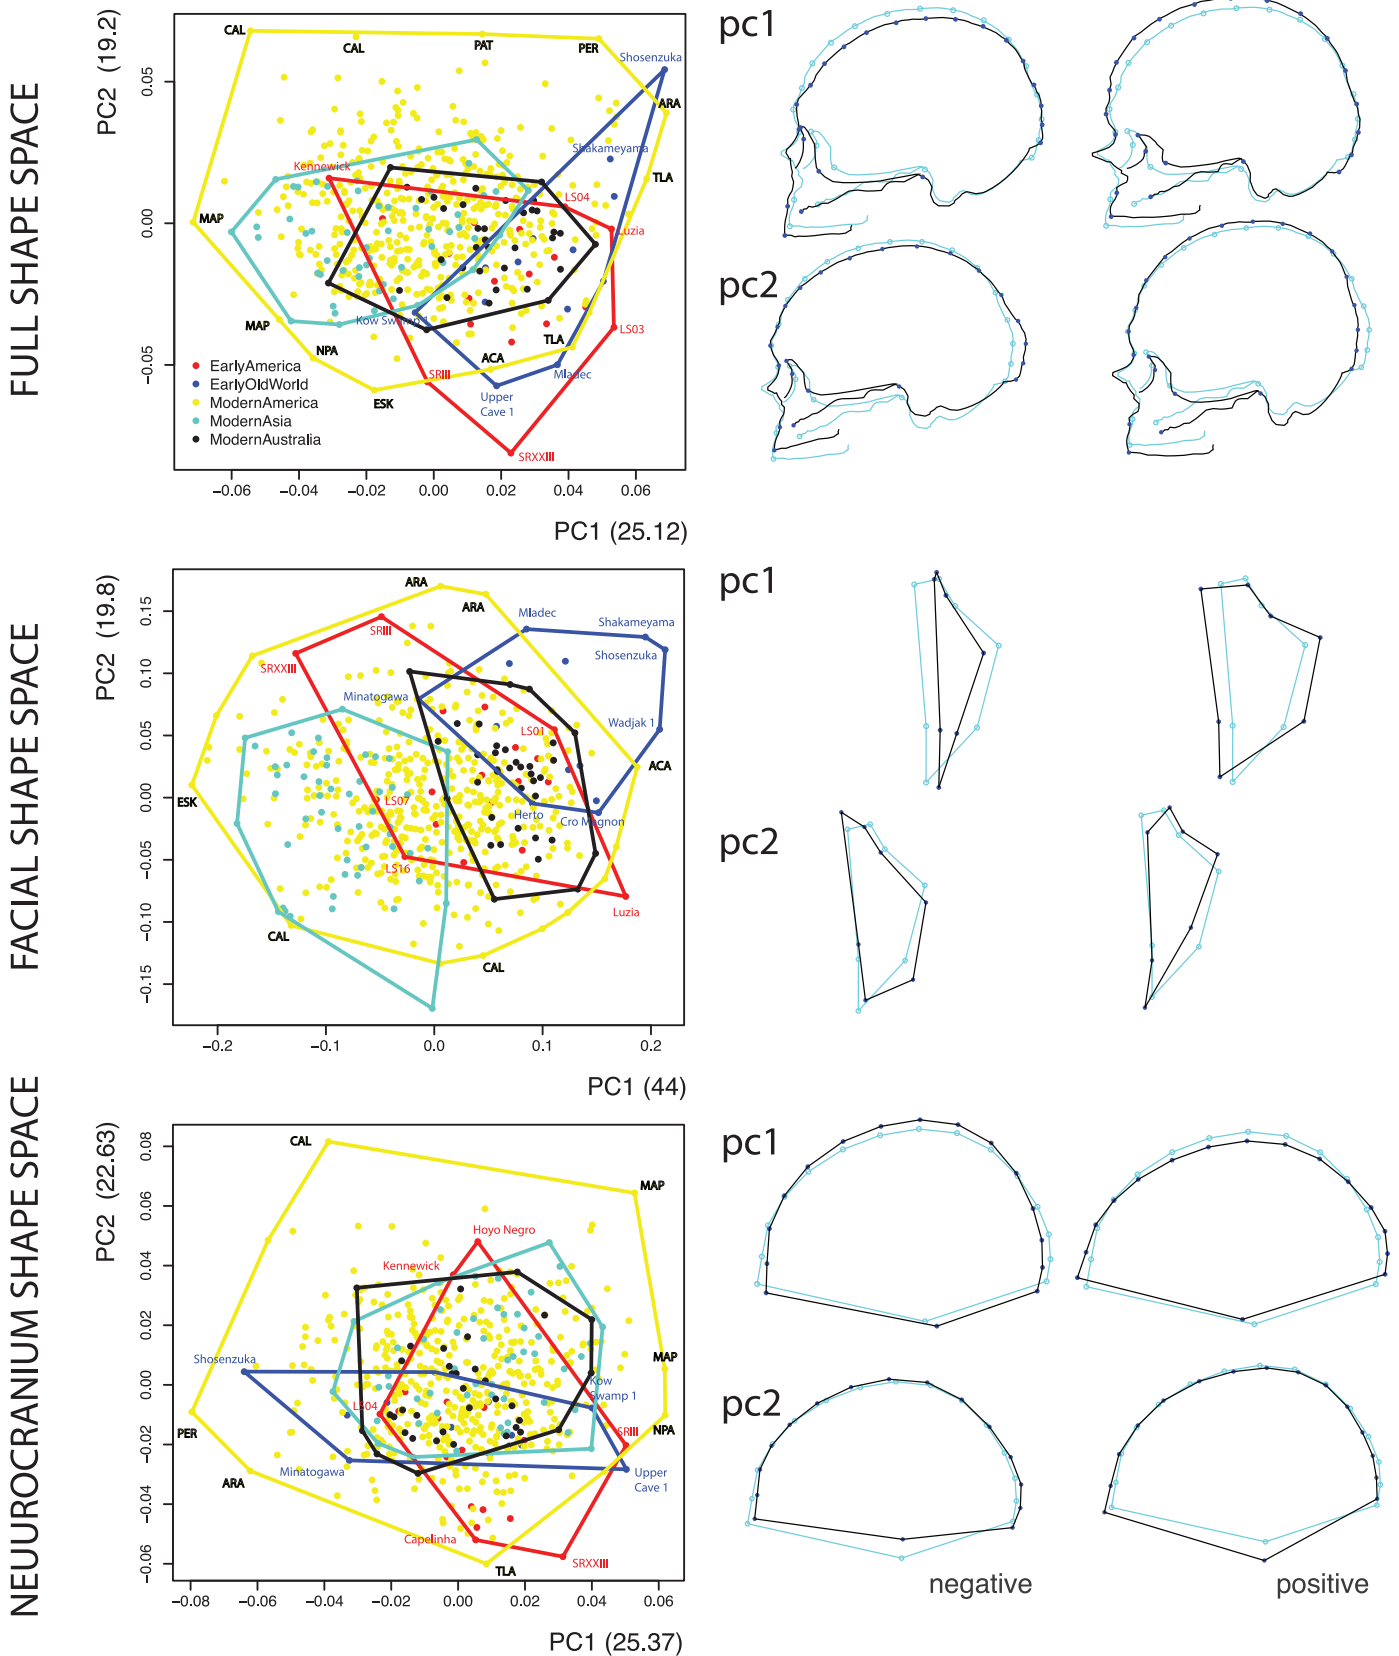 FULL SHAPE SPACE
PC2 (19.2)
0.05
0.00
−0.05
CAL
CAL
PAT
PER
Shosenzuka
ARA
Shakameyama
Kennewick
TLA
LS04
MAP
Luzia
Kow Swamp 1
MAP
LS03
NPA
TLA
ACA
SRIII
Mladec
ESK
Upper
Cave 1
SRXXIII
EarlyAmerica
EarlyOldWorld
ModernAmerica
ModernAsia
ModernAustralia
−0.06 −0.04 −0.02 0.00 0.02 0.04 0.06
PC1 (25.12)
pc1
pc2
FACIAL SHAPE SPACE
PC2 (19.8)
0.15
0.10
0.05
0.00
−0.05
−0.10
−0.15
ARA
ARA
Mladec
Shakameyama
SRIII
Shosenzuka
SRXXIII
Minatogawa
Wadjak 1
LS01
ACA
ESK
LS07
Herto
Cro Magnon
LS16
Luzia
CAL
CAL
−0.2 −0.1 0.0 0.1 0.2
PC1 (44)
pc1
pc2
NEUUROCRANIUM SHAPE SPACE
PC2 (22.63)
0.08
0.06
0.04
0.02
0.00
−0.02
−0.04
−0.06
CAL
MAP
Hoyo Negro
Kennewick
Shosenzuka
MAP
Kow
Swamp 1
LS04
PER
SRIII
NPA
Minatogawa
Upper
Cave 1
ARA
Capelinha
SRXXIII
TLA
−0.08 −0.06 −0.04 −0.02 0.00 0.02 0.04 0.06
PC1 (25.37)
pc1
pc2
negative
positive